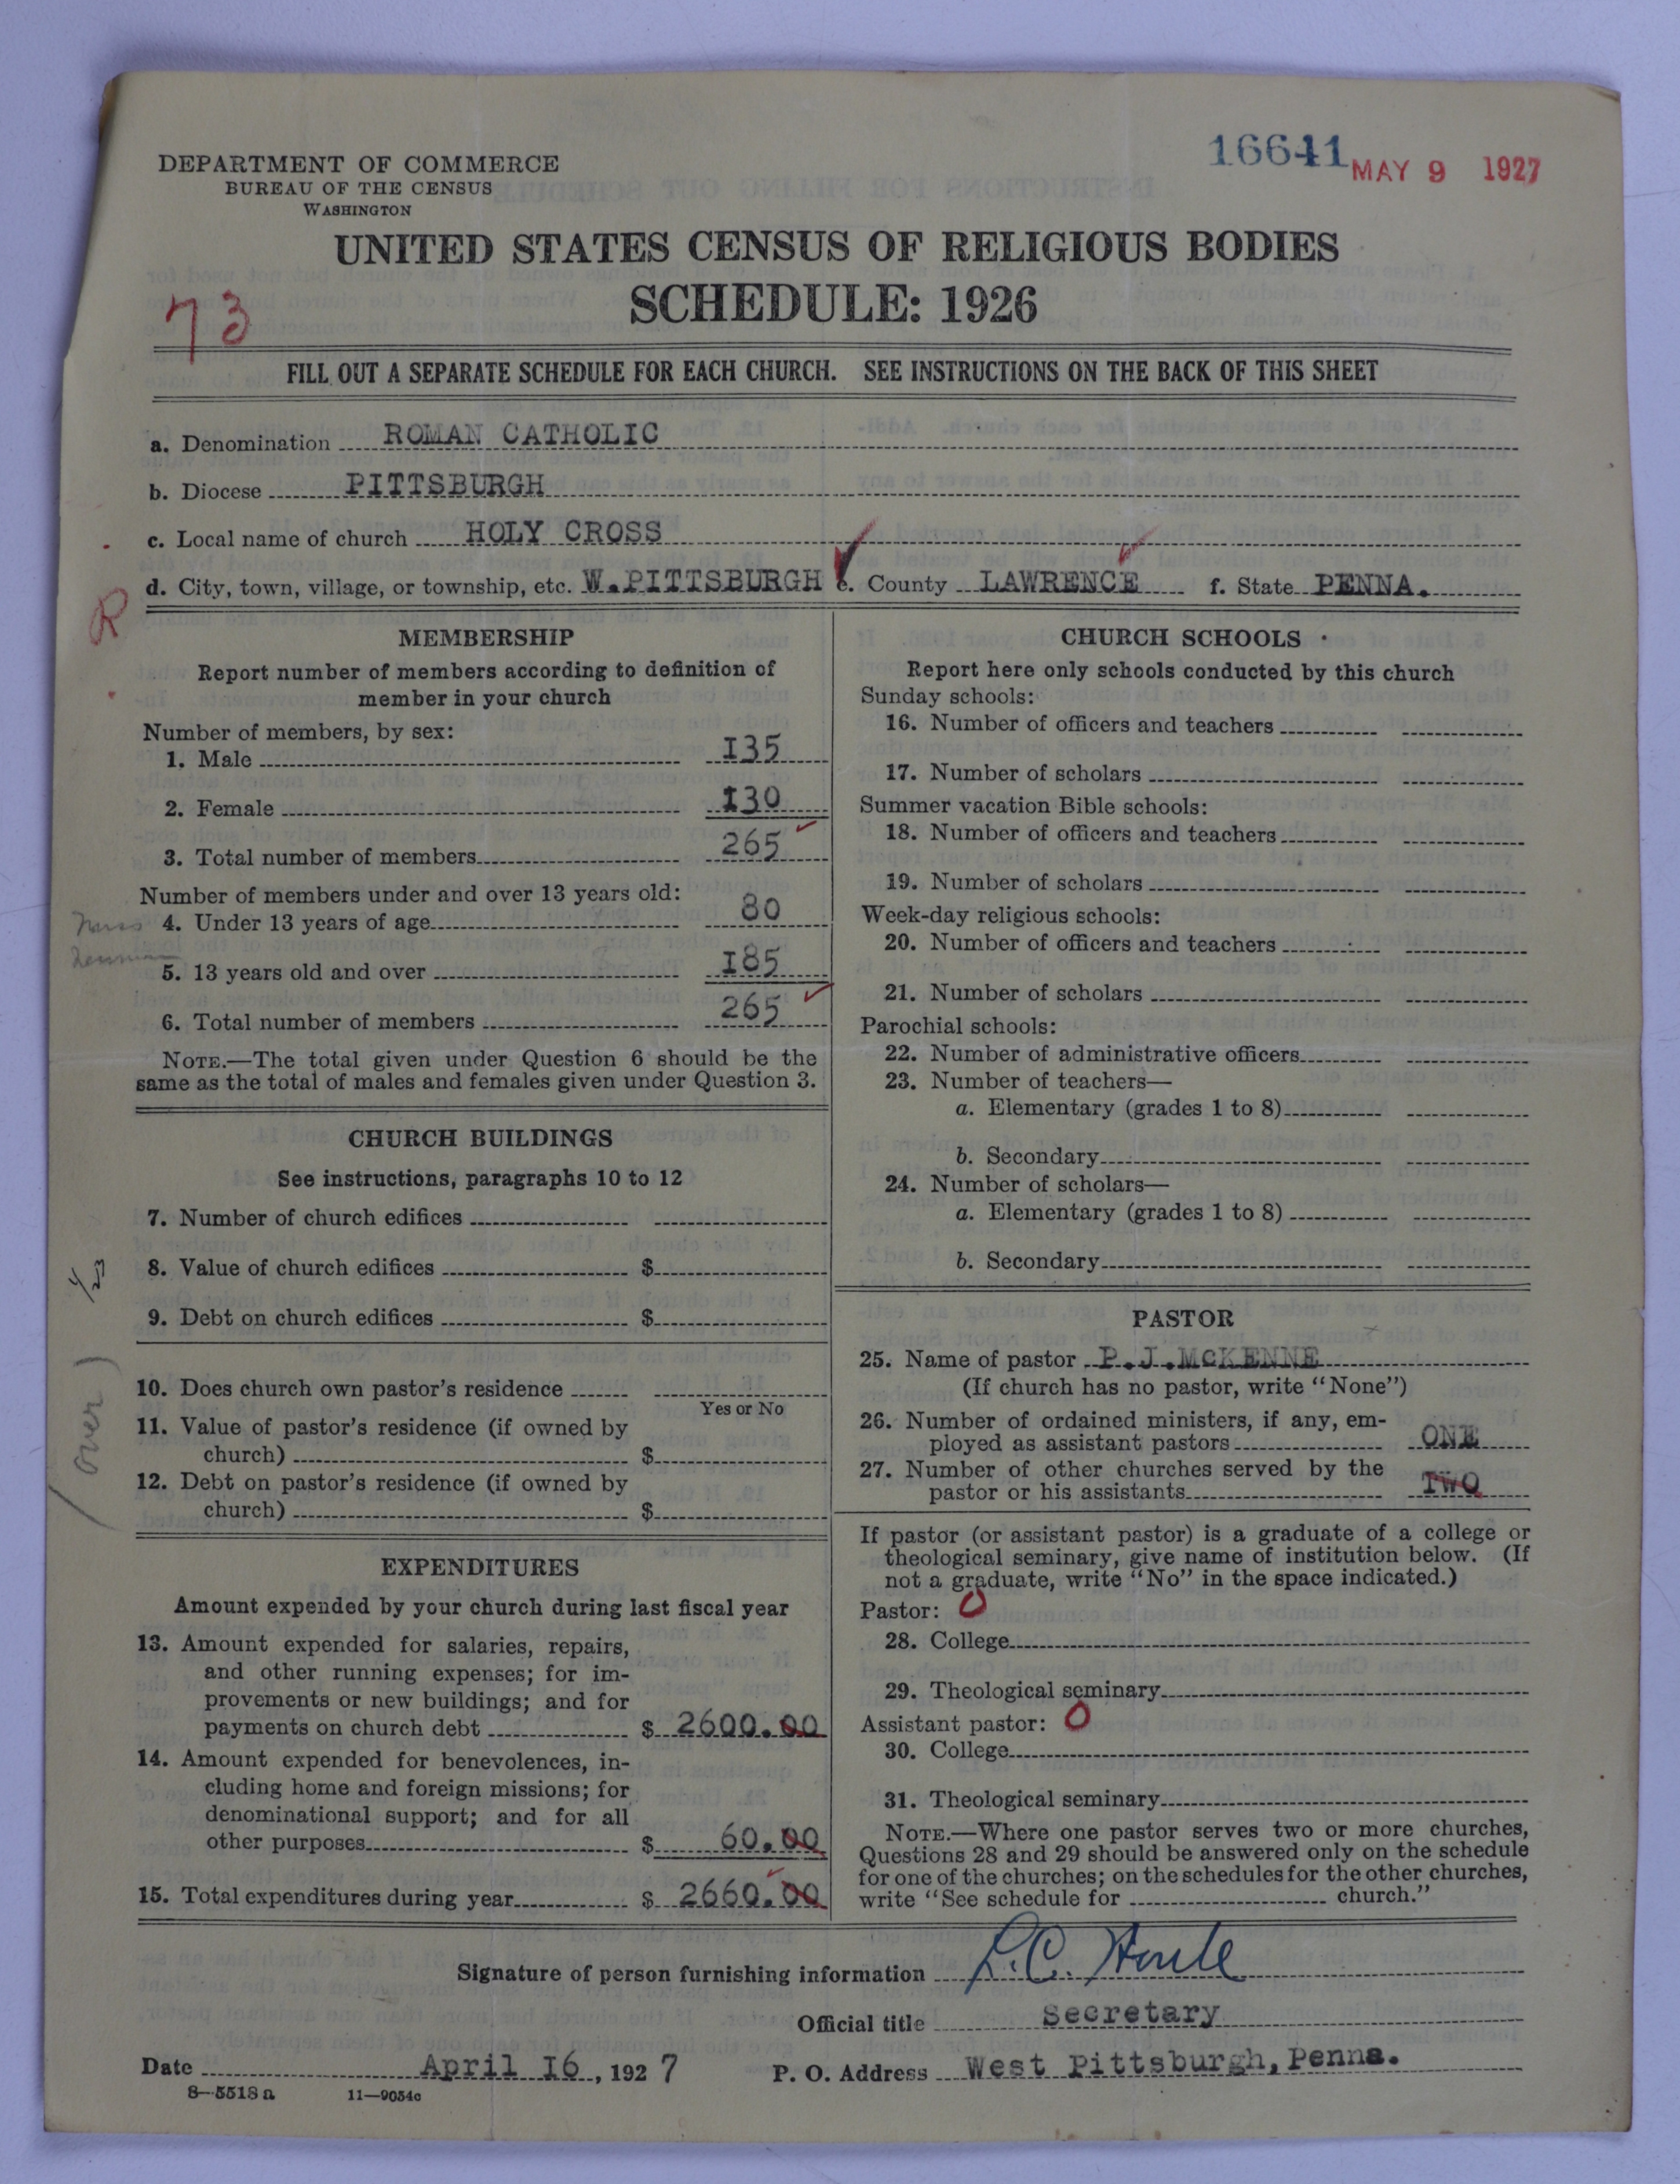 16641 MAY 9 1927
DEPARTMENT OF COMMERCE
BUREAU OF THE CENSUS
WASHINGTON
UNITED STATES CENSUS OF RELIGIOUS BODIES
SCHEDULE: 1926
73
FILL OUT A SEPARATE SCHEDULE FOR EACH CHURCH. SEE INSTRUCTIONS ON THE BACK OF THIS SHEET
a. Denomination ROMAN CATHOLIC
b. Diocese PITTSBURGH
c. Local name of church HOLY CROSS
d. City, town, village, or township, etc. W.PITTSBURGH e. County LAWRENCE f. State PENNA.
R
MEMBERSHIP
Report number of members according to definition of
member in your church
Number of members, by sex:
1. Male I35
2. Female I30
3. Total number of members 265
Number of members under and over 13 years old:
4. Under 13 years of age 80
5. 13 years old and over I85
6. Total number of members 265
NOTE.—The total given under Question 6 should be the
same as the total of males and females given under Question 3.
CHURCH BUILDINGS
See instructions, paragraphs 10 to 12
7. Number of church edifices
8. Value of church edifices $
9. Debt on church edifices $
10. Does church own pastor's residence
Yes or No
11. Value of pastor's residence (if owned by
church) $
12. Debt on pastor's residence (if owned by
church) $
(over)
EXPENDITURES
Amount expended by your church during last fiscal year
13. Amount expended for salaries, repairs,
and other running expenses; for im-
provements or new buildings; and for
payments on church debt $ 2600.00
14. Amount expended for benevolences, in-
cluding home and foreign missions; for
denominational support; and for all
other purposes $ 60.00
15. Total expenditures during year $ 2660.00
CHURCH SCHOOLS
Report here only schools conducted by this church
Sunday schools:
16. Number of officers and teachers
17. Number of scholars
Summer vacation Bible schools:
18. Number of officers and teachers
19. Number of scholars
Week-day religious schools:
20. Number of officers and teachers
21. Number of scholars
Parochial schools:
22. Number of administrative officers
23. Number of teachers—
a. Elementary (grades 1 to 8)
b. Secondary
24. Number of scholars—
a. Elementary (grades 1 to 8)
b. Secondary
PASTOR
25. Name of pastor P.J.McKENNE
(If church has no pastor, write "None")
26. Number of ordained ministers, if any, em-
ployed as assistant pastors ONE
27. Number of other churches served by the
pastor or his assistants TWO
If pastor (or assistant pastor) is a graduate of a college or
theological seminary, give name of institution below. (If
not a graduate, write "No" in the space indicated.)
Pastor: 0
28. College
29. Theological seminary
Assistant pastor: 0
30. College
31. Theological seminary
NOTE.—Where one pastor serves two or more churches,
Questions 28 and 29 should be answered only on the schedule
for one of the churches; on the schedules for the other churches,
write "See schedule for church."
Signature of person furnishing information L.C. Houle
Official title Secretary
Date April I6, 1927 P. O. Address West Pittsburgh, Penna.
8—5518 a 11—9054c